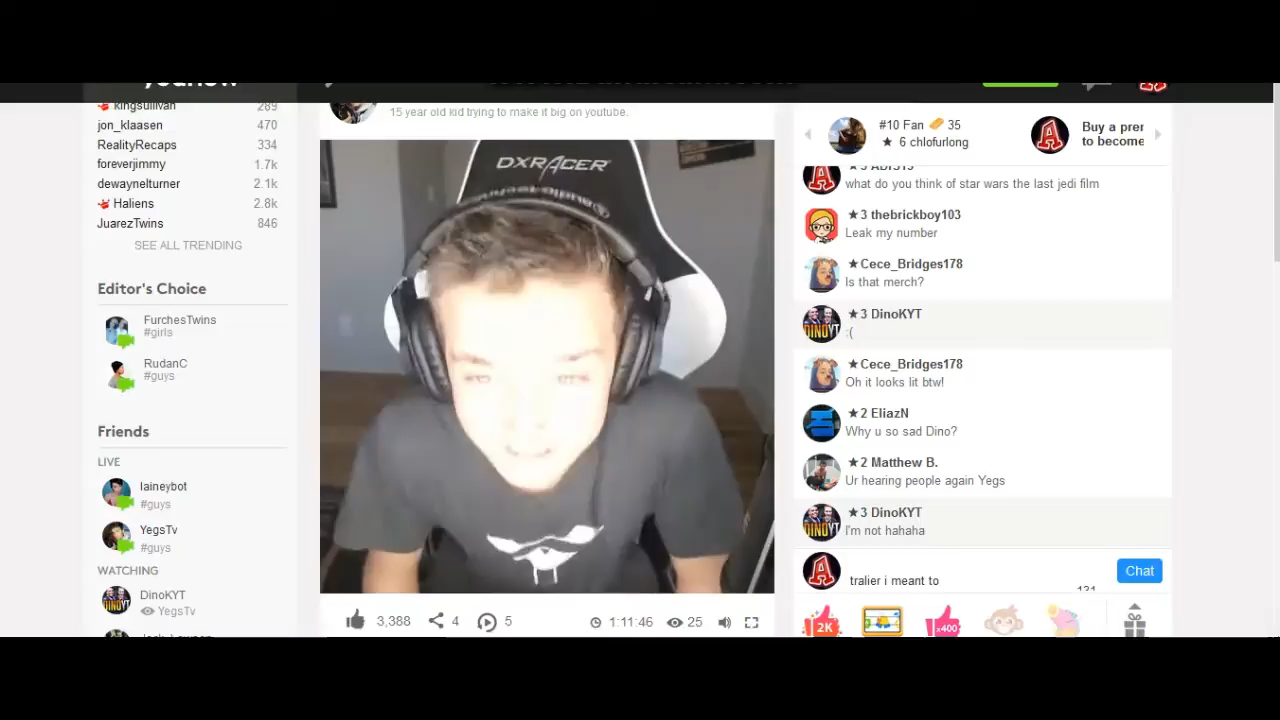 younow
kingsullivan 289
jon_klaasen 470
RealityRecaps 334
foreverjimmy 1.7k
dewaynelturner 2.1k
Haliens 2.8k
JuarezTwins 846
SEE ALL TRENDING
Editor's Choice
FurchesTwins
#girls
RudanC
#guys
Friends
LIVE
laineybot
#guys
YegsTv
#guys
WATCHING
DinoKYT
YegsTv
15 year old kid trying to make it big on youtube.
DXRACER
3,388
4
5
1:11:46
25
#10 Fan 35
★ 6 chlofurlong
Buy a prer
to become
what do you think of star wars the last jedi film
★3 thebrickboy103
Leak my number
★Cece_Bridges178
Is that merch?
★3 DinoKYT
:(
★Cece_Bridges178
Oh it looks lit btw!
★2 EliazN
Why u so sad Dino?
★2 Matthew B.
Ur hearing people again Yegs
★3 DinoKYT
I'm not hahaha
tralier i meant to
Chat
131
2K
x400